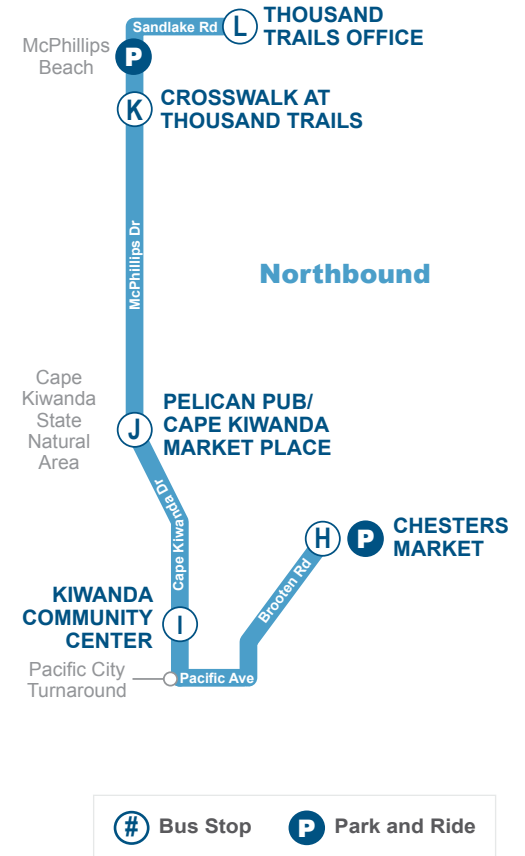 Sandlake Rd
L
THOUSAND
TRAILS OFFICE
McPhillips
Beach
P
K
CROSSWALK AT
THOUSAND TRAILS
McPhillips Dr
Northbound
Cape
Kiwanda
State
Natural
Area
J
PELICAN PUB/
CAPE KIWANDA
MARKET PLACE
Cape Kiwanda Dr
H
P
CHESTERS
MARKET
Brooten Rd
KIWANDA
COMMUNITY
CENTER
I
Pacific City
Turnaround
Pacific Ave
# Bus Stop
P Park and Ride